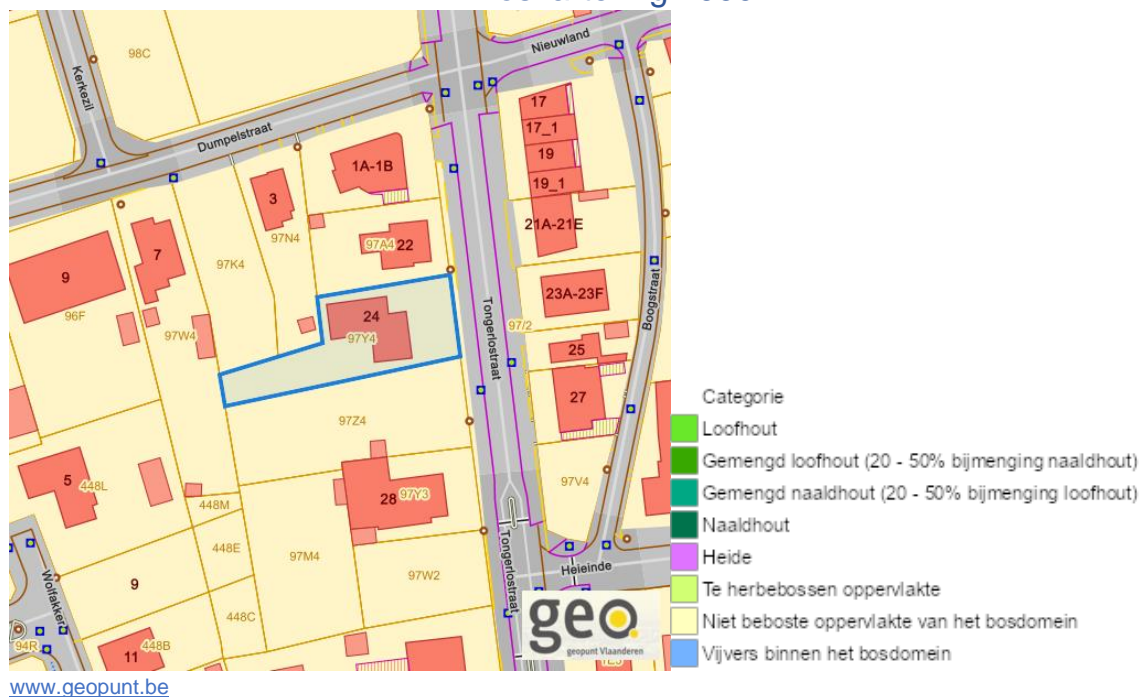 98C
Nieuwland
Kerkezil
Dumpelstraat
17
17_1
1A-1B
19
19_1
3
21A-21E
97A4 22
97N4
7
97K4
9
23A-23F
Boogstraat
Tongerlostraat
24
96F
97/2
97Y4
97W4
25
27
97Z4
5
448L
97V4
28 97Y3
448M
448E
97M4
Heieinde
97W2
Tongerlostraat
Wolfakker
9
448C
94R
448B
11
geo
geopunt Vlaanderen
Categorie
Loofhout
Gemengd loofhout (20 - 50% bijmenging naaldhout)
Gemengd naaldhout (20 - 50% bijmenging loofhout)
Naaldhout
Heide
Te herbebossen oppervlakte
Niet beboste oppervlakte van het bosdomein
Vijvers binnen het bosdomein
www.geopunt.be